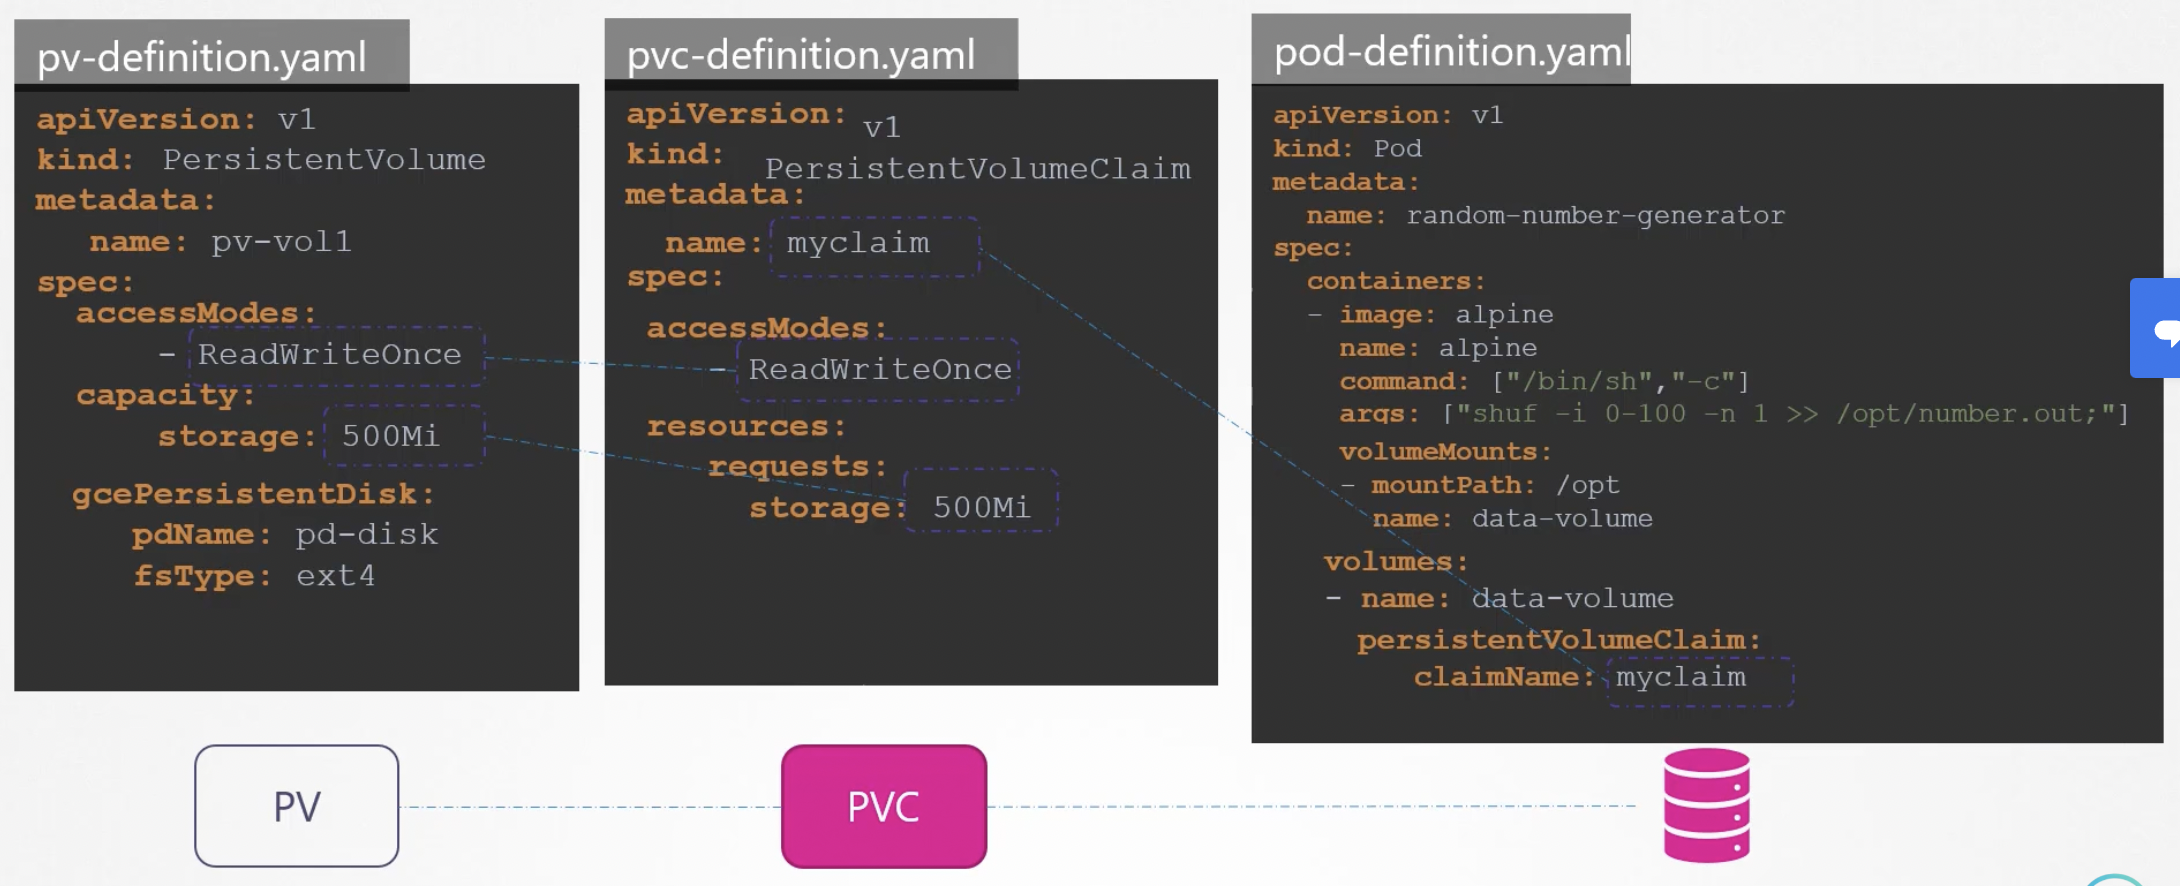 pv-definition.yaml
apiVersion: v1
kind: PersistentVolume
metadata:
name: pv-vol1
spec:
accessModes:
- ReadWriteOnce
capacity:
storage: 500Mi
gcePersistentDisk:
pdName: pd-disk
fsType: ext4
pvc-definition.yaml
apiVersion: v1
kind: PersistentVolumeClaim
metadata:
name: myclaim
spec:
accessModes:
- ReadWriteOnce
resources:
requests:
storage: 500Mi
pod-definition.yaml
apiVersion: v1
kind: Pod
metadata:
name: random-number-generator
spec:
containers:
- image: alpine
name: alpine
command: ["/bin/sh","-c"]
args: ["shuf -i 0-100 -n 1 >> /opt/number.out;"]
volumeMounts:
- mountPath: /opt
name: data-volume
volumes:
- name: data-volume
persistentVolumeClaim:
claimName: myclaim
PV
PVC